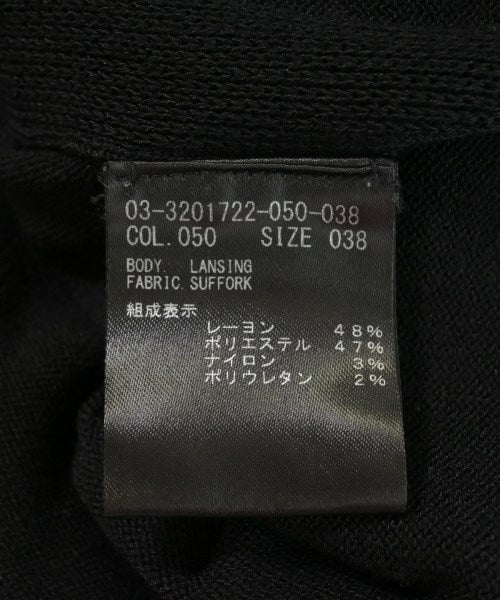 03-3201722-050-038
COL.050 SIZE 038
BODY. LANSING
FABRIC.SUFFORK
組成表示
レーヨン 48%
ポリエステル 47%
ナイロン 3%
ポリウレタン 2%